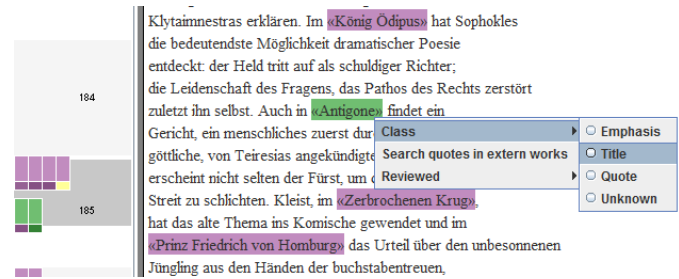 Klytaimnestras erklären. Im «König Ödipus» hat Sophokles
die bedeutendste Möglichkeit dramatischer Poesie
entdeckt: der Held tritt auf als schuldiger Richter;
die Leidenschaft des Fragens, das Pathos des Rechts zerstört
184
zuletzt ihn selbst. Auch in «Antigone» findet ein
Gericht, ein menschliches zuerst dur
Class
Emphasis
göttliche, von Teiresias angekündigte
Search quotes in extern works
Title
erscheint nicht selten der Fürst, um
Reviewed
Quote
Streit zu schlichten. Kleist, im «Zerbrochenen Krug»,
Unknown
185
hat das alte Thema ins Komische gewendet und im
«Prinz Friedrich von Homburg» das Urteil über den unbesonnenen
Jüngling aus den Händen der buchstabentreuen,